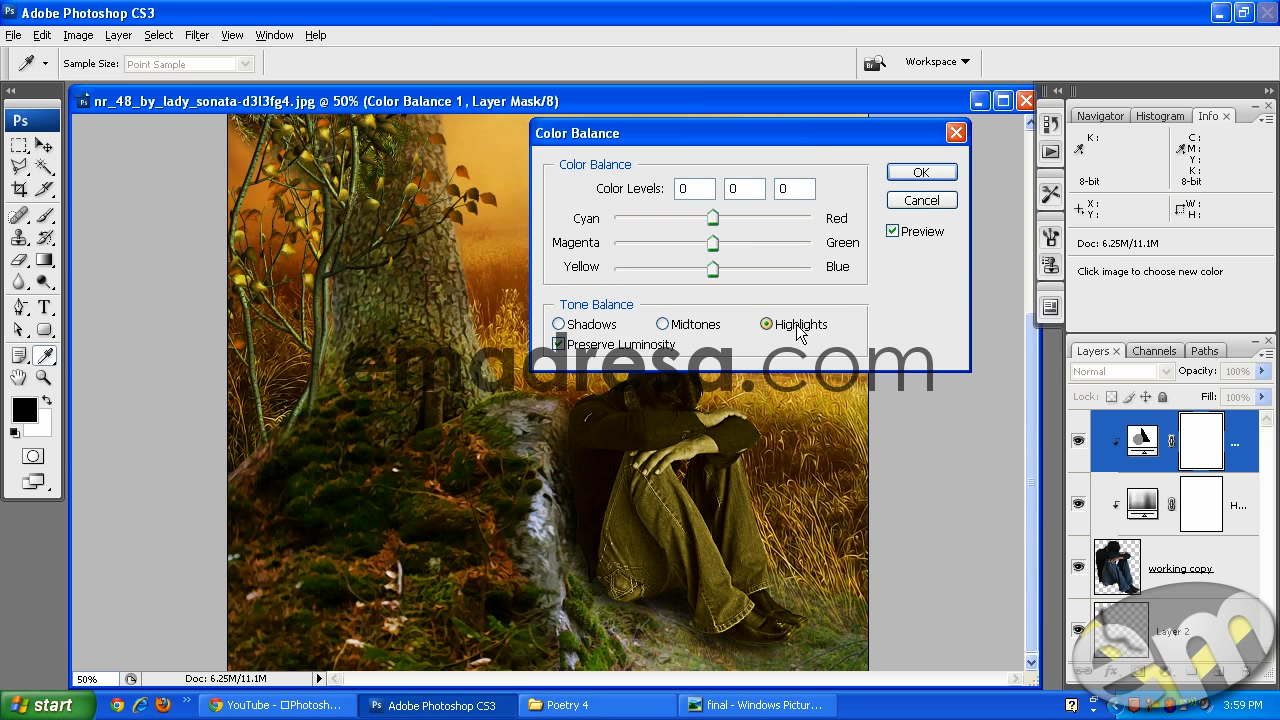 Adobe Photoshop CS3
File Edit Image Layer Select Filter View Window Help
Sample Size: Point Sample
Workspace
nr_48_by_lady_sonata-d3l3fg4.jpg @ 50% (Color Balance 1, Layer Mask/8)
Ps
Color Balance
Color Balance
Color Levels: 0 0 0
Cyan Red
Magenta Green
Yellow Blue
OK
Cancel
Preview
Tone Balance
Shadows Midtones Highlights
Preserve Luminosity
emadresa.com
Navigator Histogram Info
K: C:
M:
Y:
K:
8-bit 8-bit
X: W:
Y: H:
Doc: 6.25M/11.1M
Click image to choose new color
Layers Channels Paths
Normal Opacity: 100%
Lock: Fill: 100%
...
H...
working copy
Layer 2
em
50% Doc: 6.25M/11.1M
start
YouTube - Photosh...
Adobe Photoshop CS3
Poetry 4
final - Windows Pictur...
3:59 PM